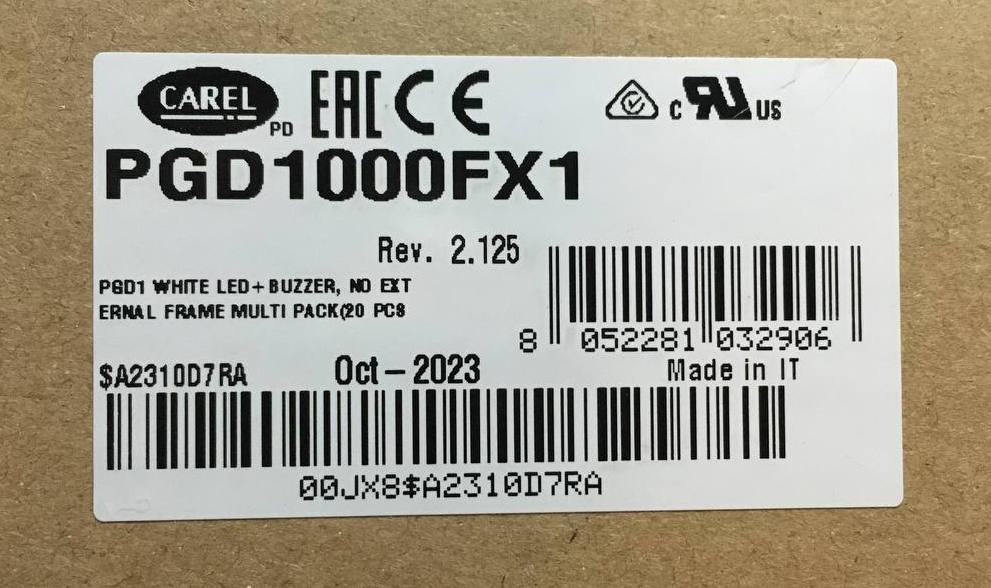 CAREL PD EAC CE C US
PGD1000FX1
Rev. 2.125
PGD1 WHITE LED+BUZZER, NO EXT
ERNAL FRAME MULTI PACK(20 PCS
8 052281 032906
$A2310D7RA Oct-2023 Made in IT
00JX8$A2310D7RA